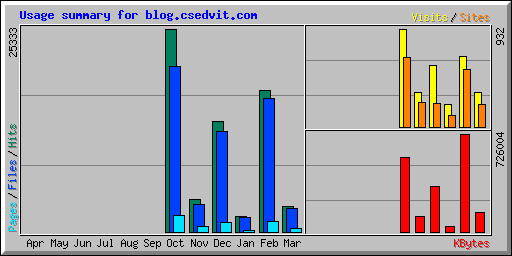 Usage summary for blog.csedvit.com
Visits / Sites
25333
932
Pages / Files / Hits
726004
Apr May Jun Jul Aug Sep Oct Nov Dec Jan Feb Mar
KBytes